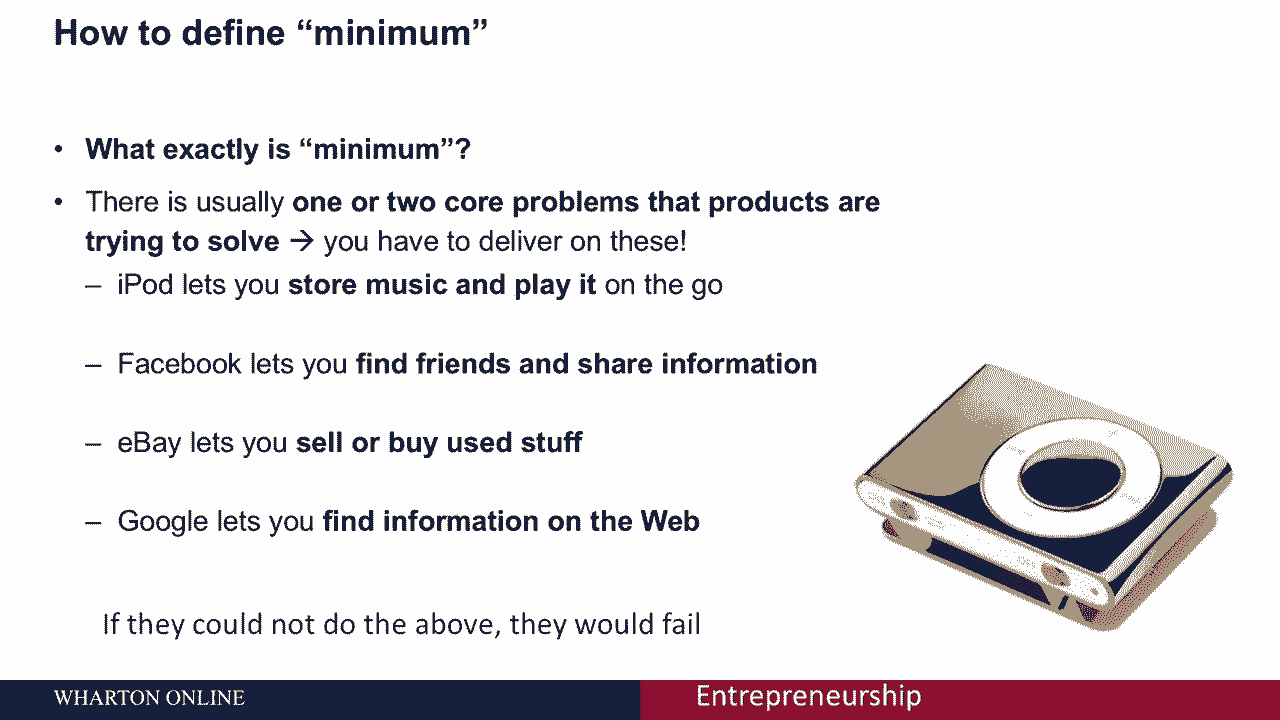 How to define “minimum”
• What exactly is “minimum”?
• There is usually one or two core problems that products are
trying to solve → you have to deliver on these!
– iPod lets you store music and play it on the go
– Facebook lets you find friends and share information
– eBay lets you sell or buy used stuff
– Google lets you find information on the Web
If they could not do the above, they would fail
WHARTON ONLINE
Entrepreneurship